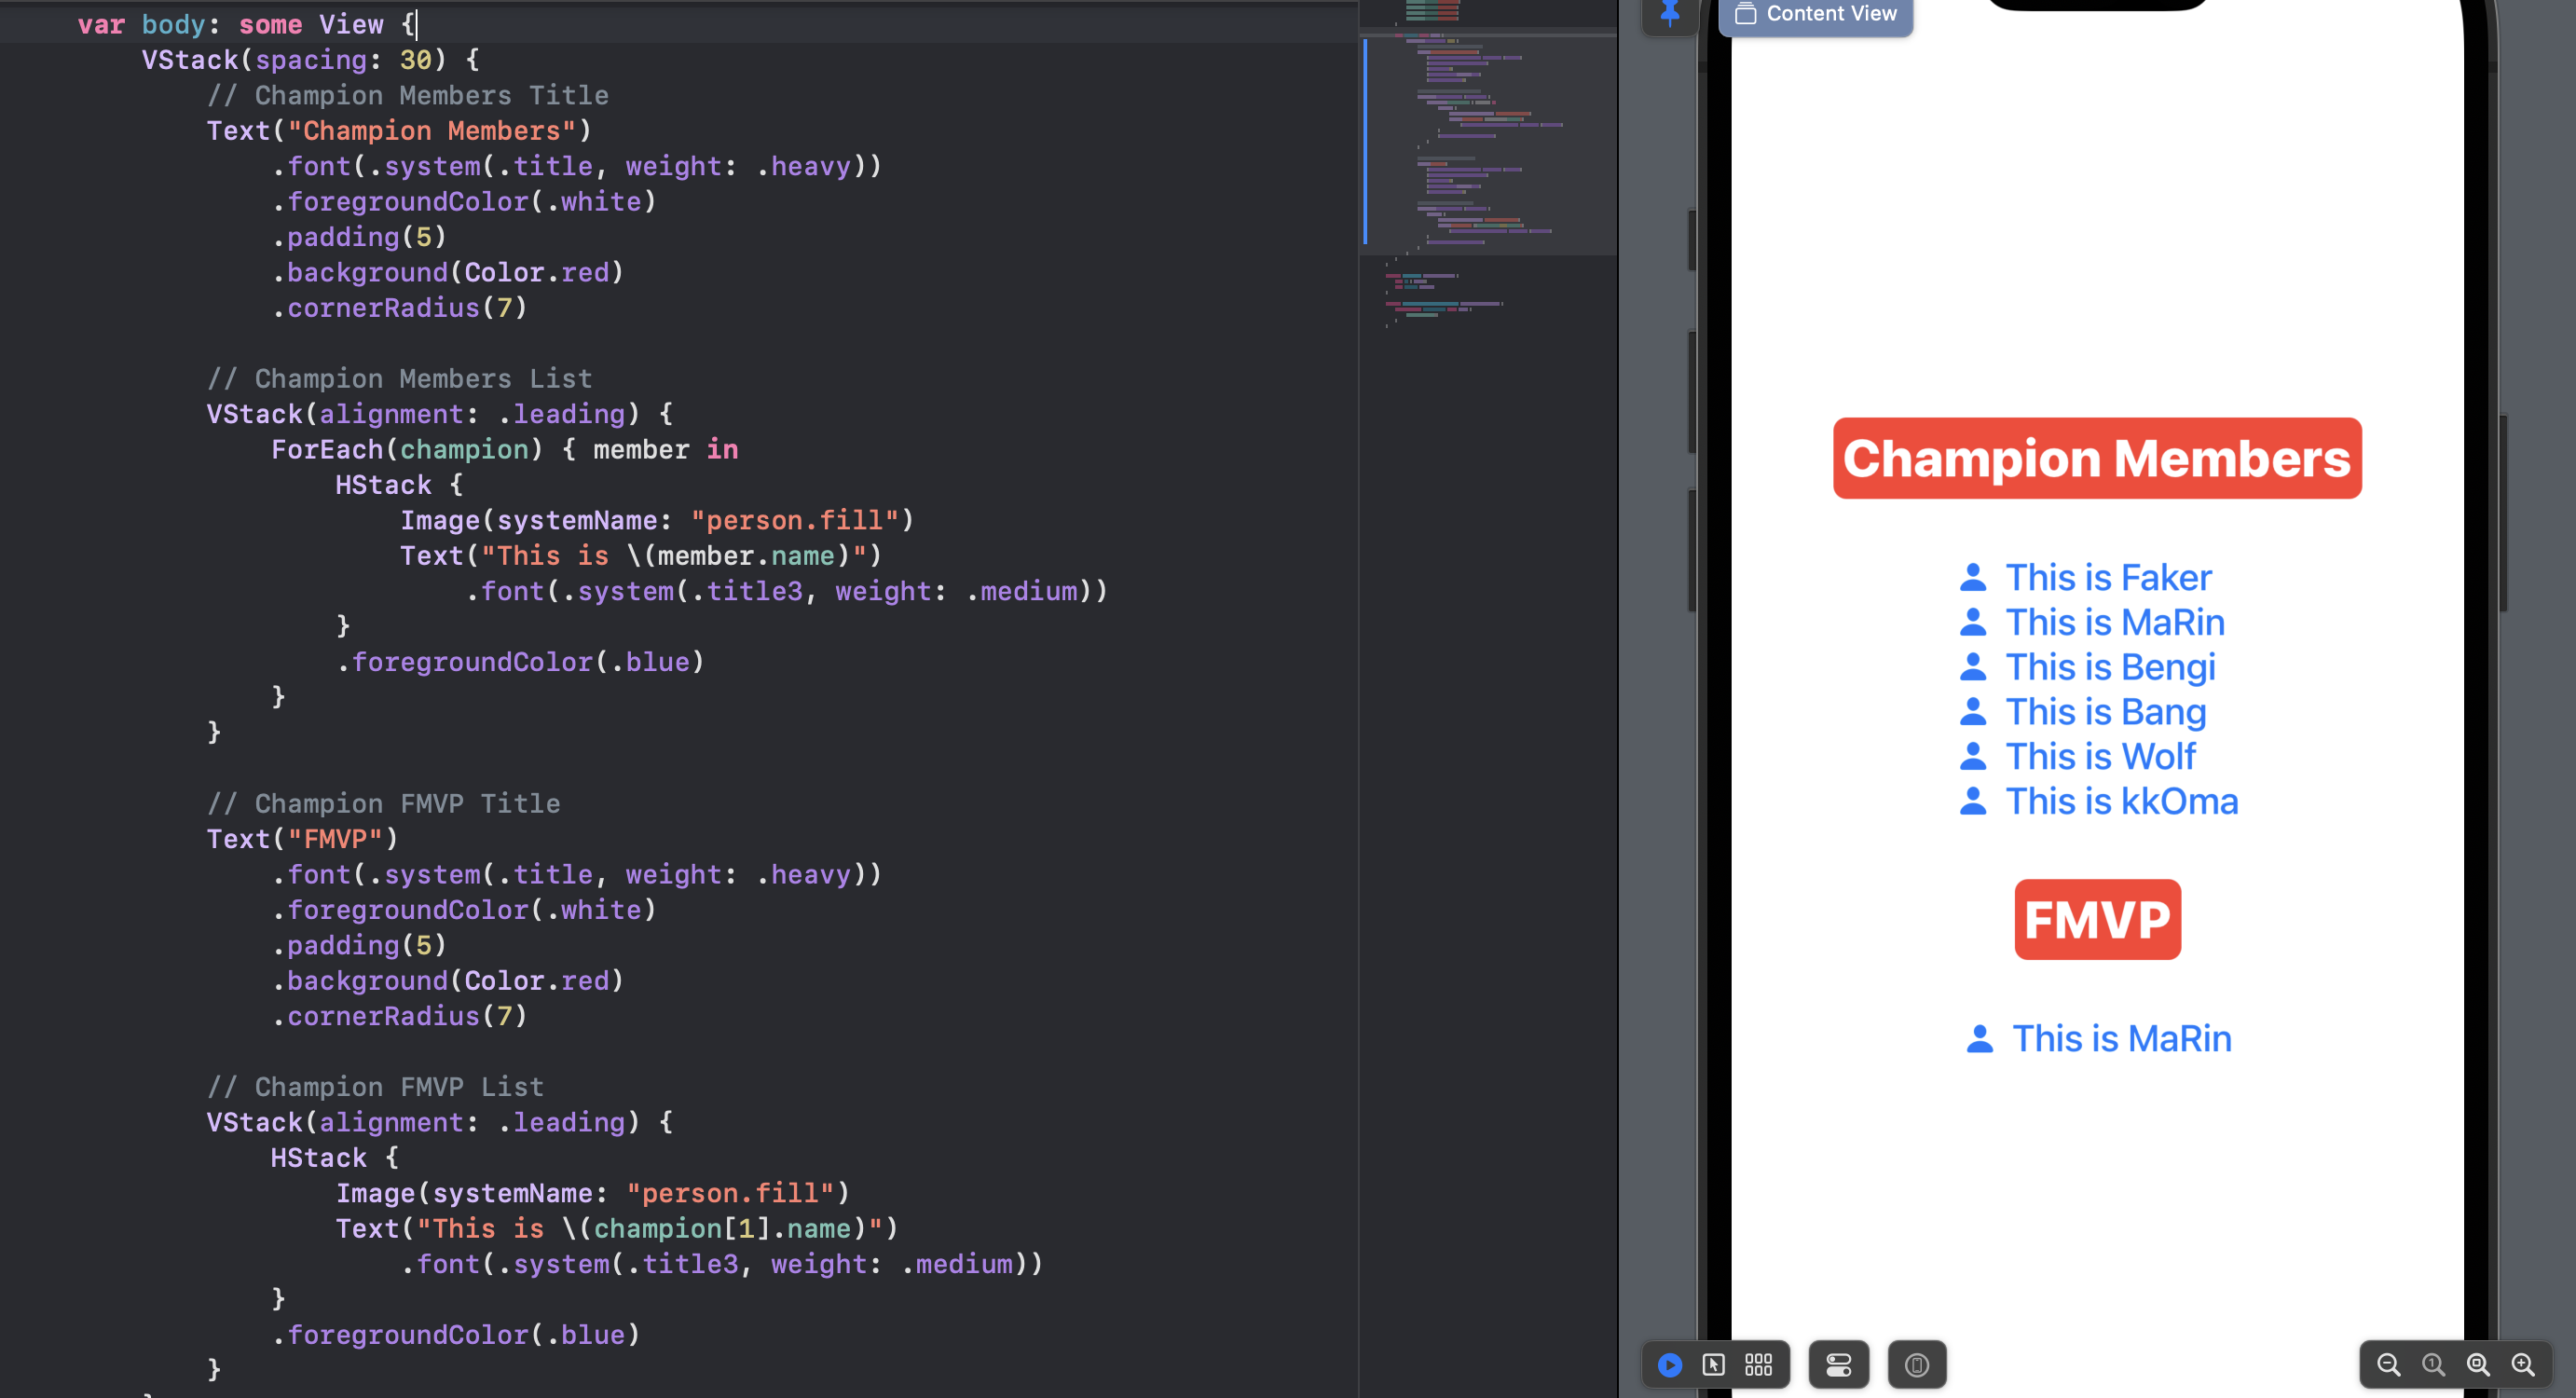 var body: some View {
VStack(spacing: 30) {
// Champion Members Title
Text("Champion Members")
.font(.system(.title, weight: .heavy))
.foregroundColor(.white)
.padding(5)
.background(Color.red)
.cornerRadius(7)
// Champion Members List
VStack(alignment: .leading) {
ForEach(champion) { member in
HStack {
Image(systemName: "person.fill")
Text("This is \(member.name)")
.font(.system(.title3, weight: .medium))
}
.foregroundColor(.blue)
}
}
// Champion FMVP Title
Text("FMVP")
.font(.system(.title, weight: .heavy))
.foregroundColor(.white)
.padding(5)
.background(Color.red)
.cornerRadius(7)
// Champion FMVP List
VStack(alignment: .leading) {
HStack {
Image(systemName: "person.fill")
Text("This is \(champion[1].name)")
.font(.system(.title3, weight: .medium))
}
.foregroundColor(.blue)
}
Content View
Champion Members
This is Faker
This is MaRin
This is Bengi
This is Bang
This is Wolf
This is kkOma
FMVP
This is MaRin